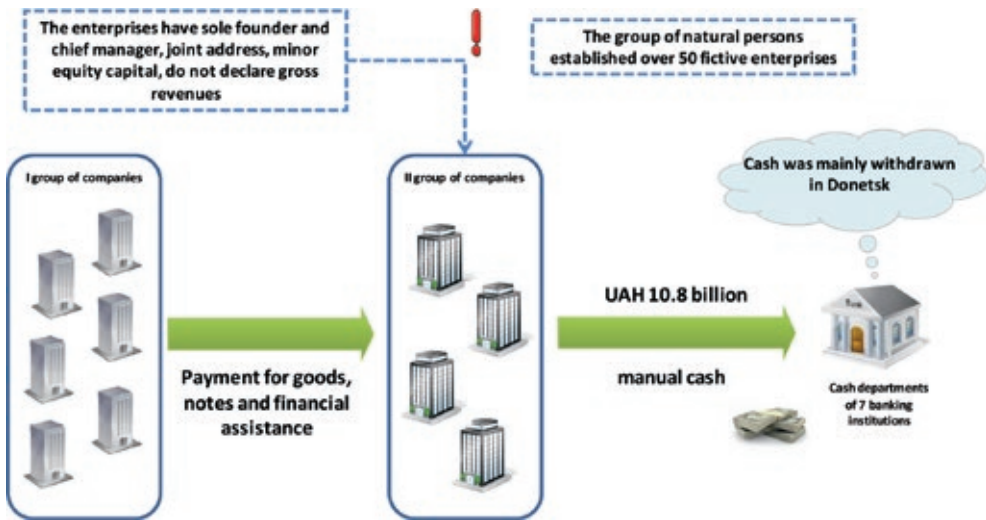 The enterprises have sole founder and
chief manager, joint address, minor
equity capital, do not declare gross
revenues
The group of natural persons
established over 50 fictive enterprises
I group of companies
II group of companies
Cash was mainly withdrawn
in Donetsk
UAH 10.8 billion
Payment for goods,
notes and financial
assistance
manual cash
Cash departments
of 7 banking
institutions